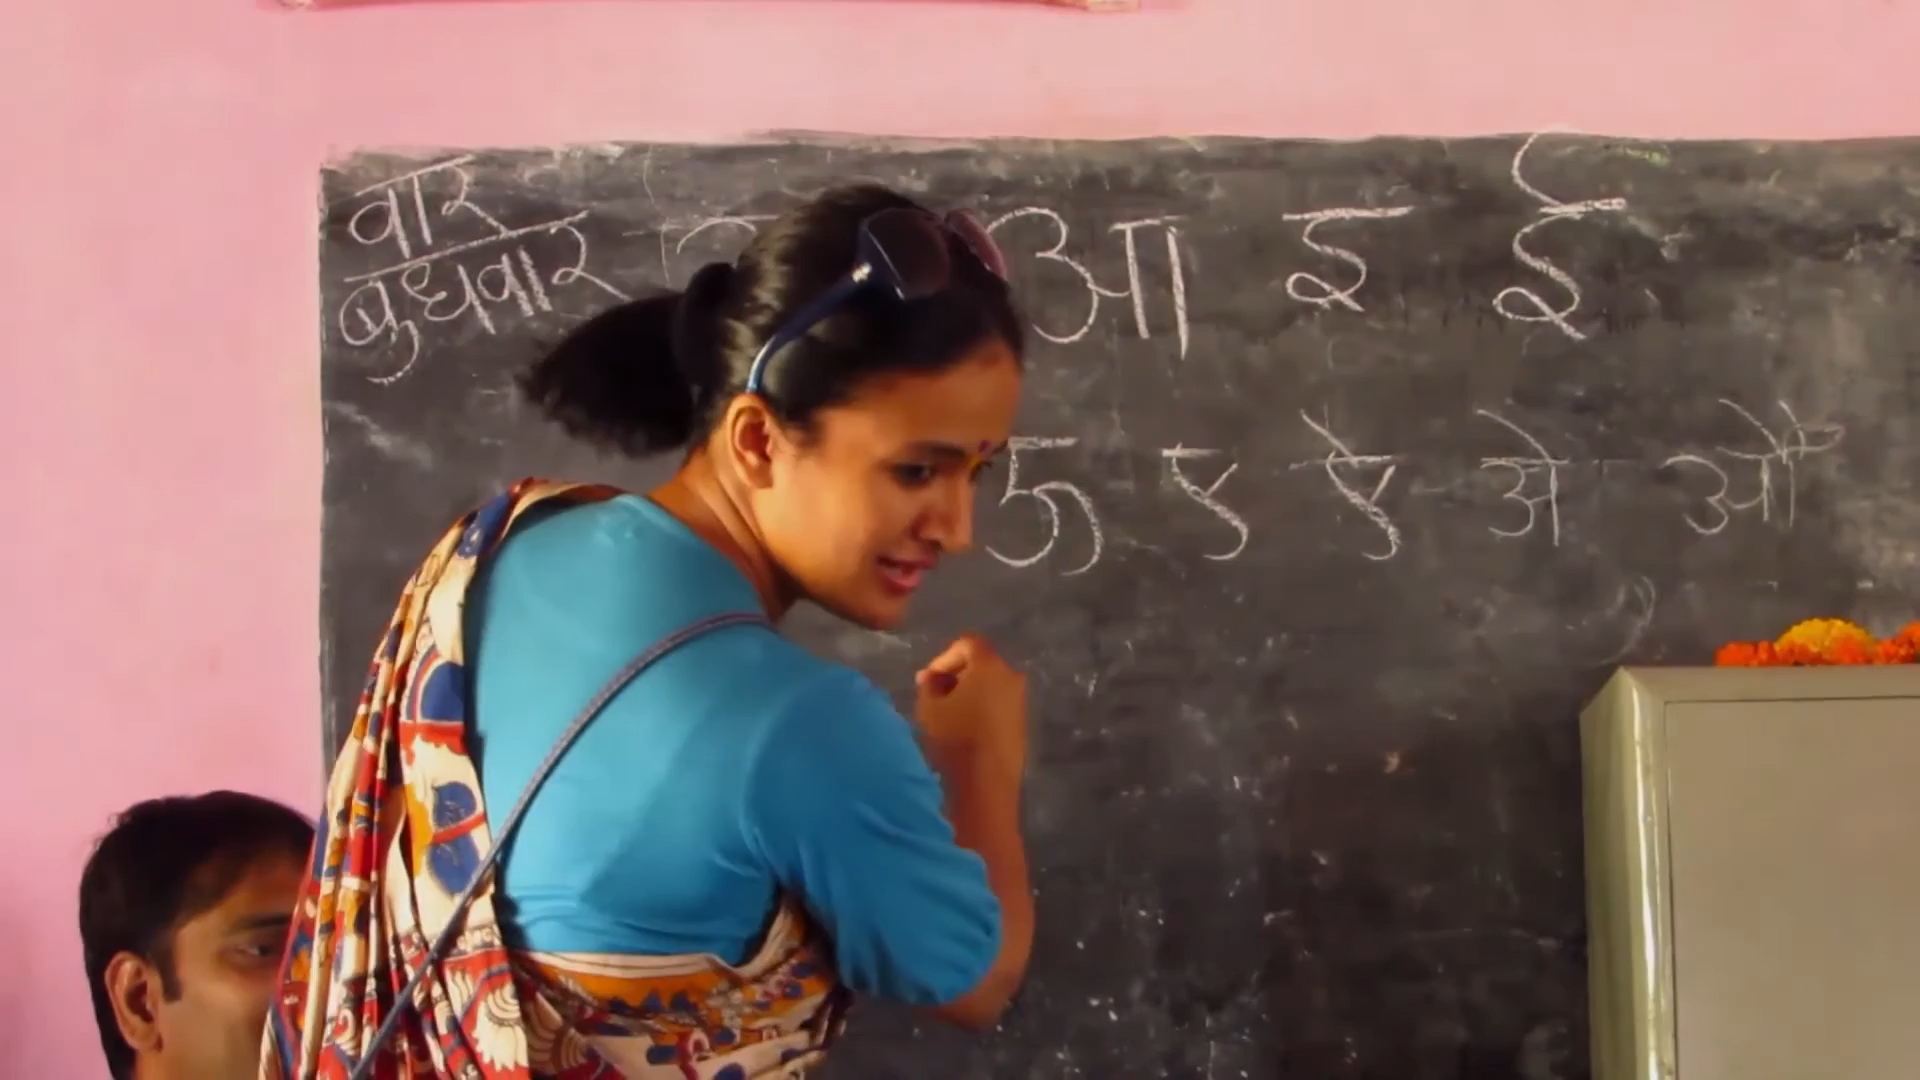 वार
बुधवार
आ इ ई
ऊ ए ऐ ओ औ